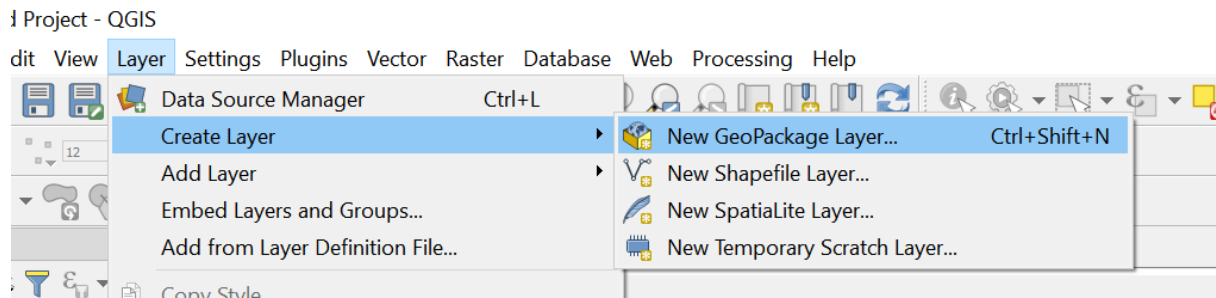 d Project - QGIS
dit View Layer Settings Plugins Vector Raster Database Web Processing Help
Data Source Manager Ctrl+L
Create Layer New GeoPackage Layer... Ctrl+Shift+N
12
Add Layer New Shapefile Layer...
Embed Layers and Groups... New SpatiaLite Layer...
Add from Layer Definition File... New Temporary Scratch Layer...
Copy Style